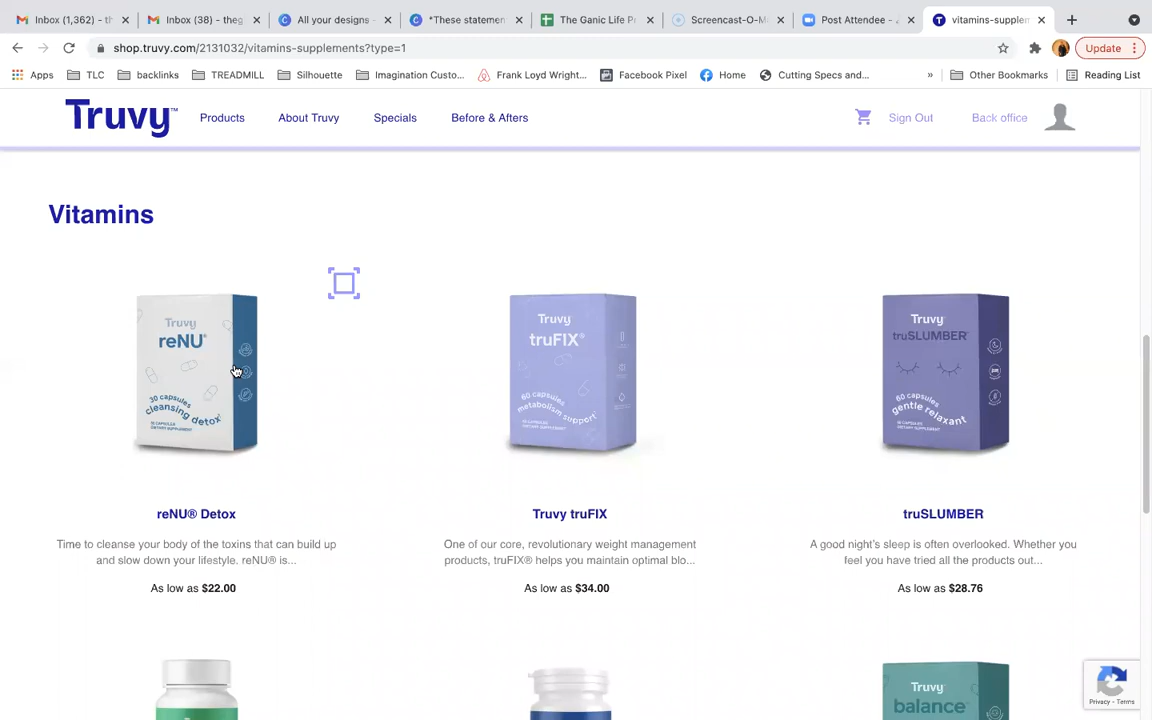 Inbox (1,362) - th
Inbox (38) - theg
All your designs -
*These statemen
The Ganic Life Pr
Screencast-O-M
Post Attendee -
vitamins-supplem
shop.truvy.com/2131032/vitamins-supplements?type=1
Update
Apps
TLC
backlinks
TREADMILL
Silhouette
Imagination Custo...
Frank Loyd Wright...
Facebook Pixel
Home
Cutting Specs and...
»
Other Bookmarks
Reading List
Truvy™
Products
About Truvy
Specials
Before & Afters
Sign Out
Back office
Vitamins
Truvy
reNU®
30 capsules
cleansing detox
Truvy
truFIX®
60 capsules
metabolism support
Truvy
truSLUMBER™
60 capsules
gentle relaxant
reNU® Detox
Truvy truFIX
truSLUMBER
Time to cleanse your body of the toxins that can build up
and slow down your lifestyle. reNU® is...
One of our core, revolutionary weight management
products, truFIX® helps you maintain optimal blo...
A good night's sleep is often overlooked. Whether you
feel you have tried all the products out...
As low as $22.00
As low as $34.00
As low as $28.76
Truvy
balance
Privacy - Terms